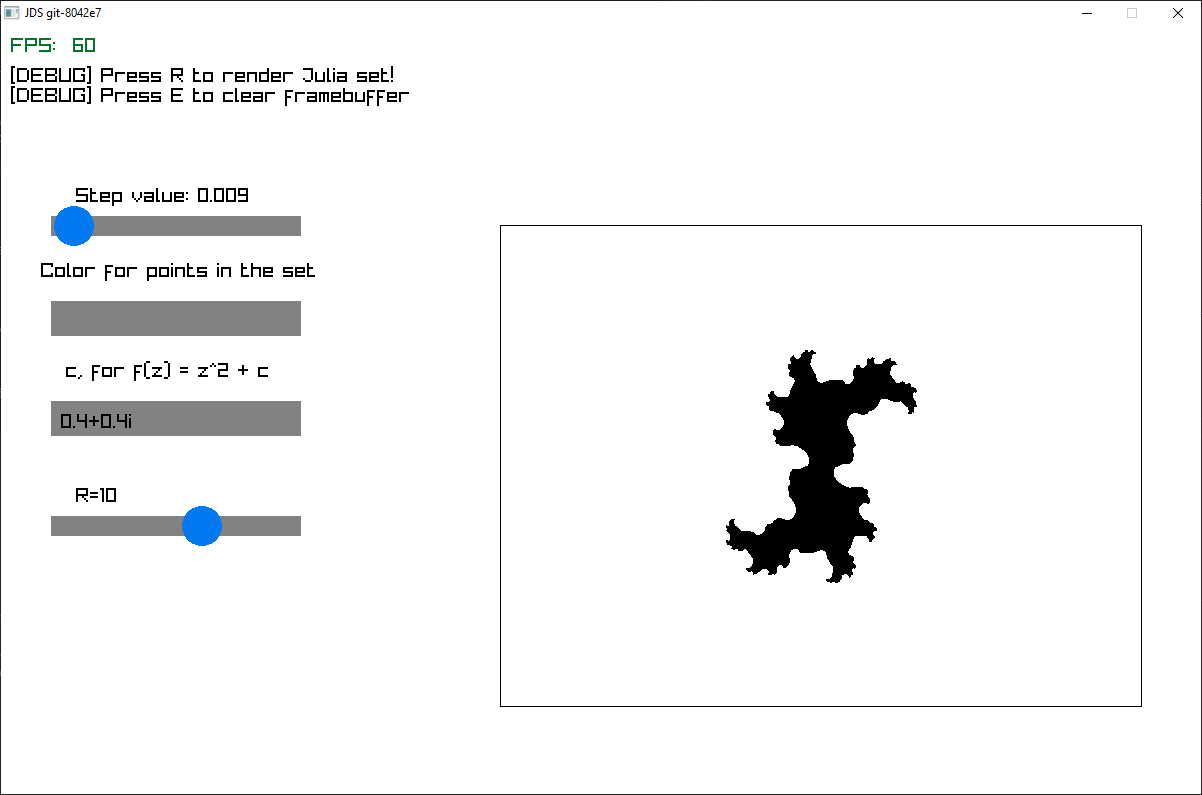 JDS git-8042e7
FPS: 60
[DEBUG] Press R to render Julia set!
[DEBUG] Press E to clear framebuffer
Step value: 0.009
Color for points in the set
c, for f(z) = z^2 + c
0.4+0.4i
R=10